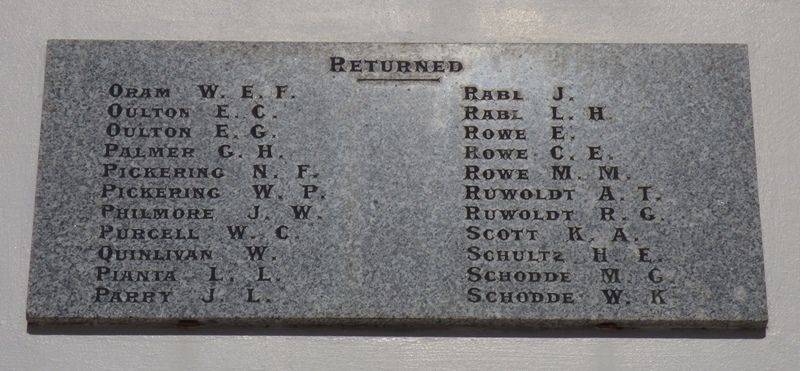 RETURNED
ORAM W. E. F.
OULTON E. C.
OULTON E. G.
PALMER G. H.
PICKERING N. F.
PICKERING W. P.
PHILMORE J. W.
PURCELL W. C.
QUINLIVAN W.
PIANTA L. L.
PARRY J. L.
RABL J.
RABL L. H.
ROWE E.
ROWE C. E.
ROWE M. M.
RUWOLDT A. T.
RUWOLDT R. G.
SCOTT K. A.
SCHULTZ H E.
SCHODDE M. G
SCHODDE W. K